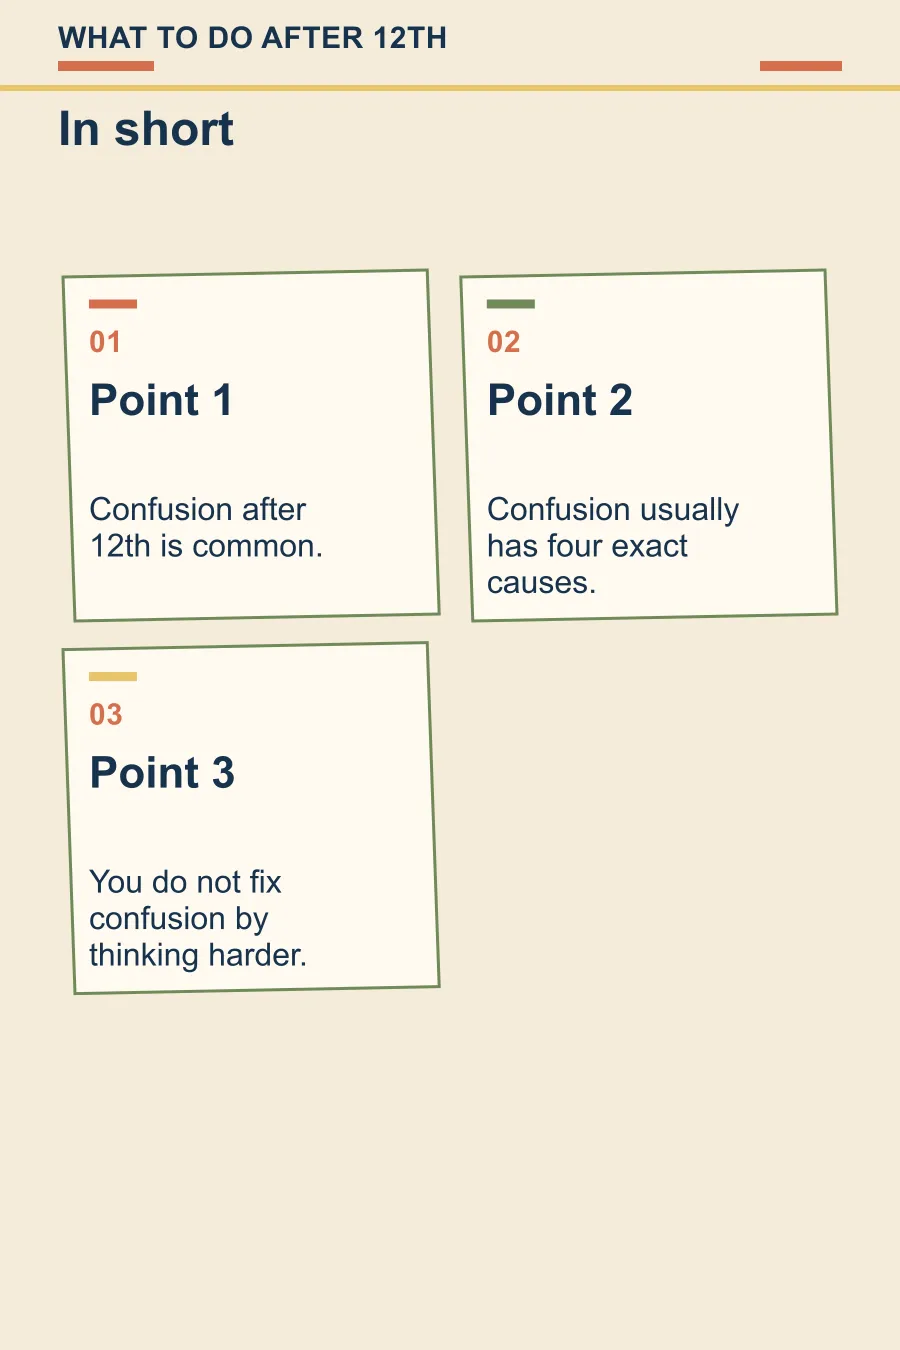 WHAT TO DO AFTER 12TH
In short
01
Point 1
Confusion after
12th is common.
02
Point 2
Confusion usually
has four exact
causes.
03
Point 3
You do not fix
confusion by
thinking harder.